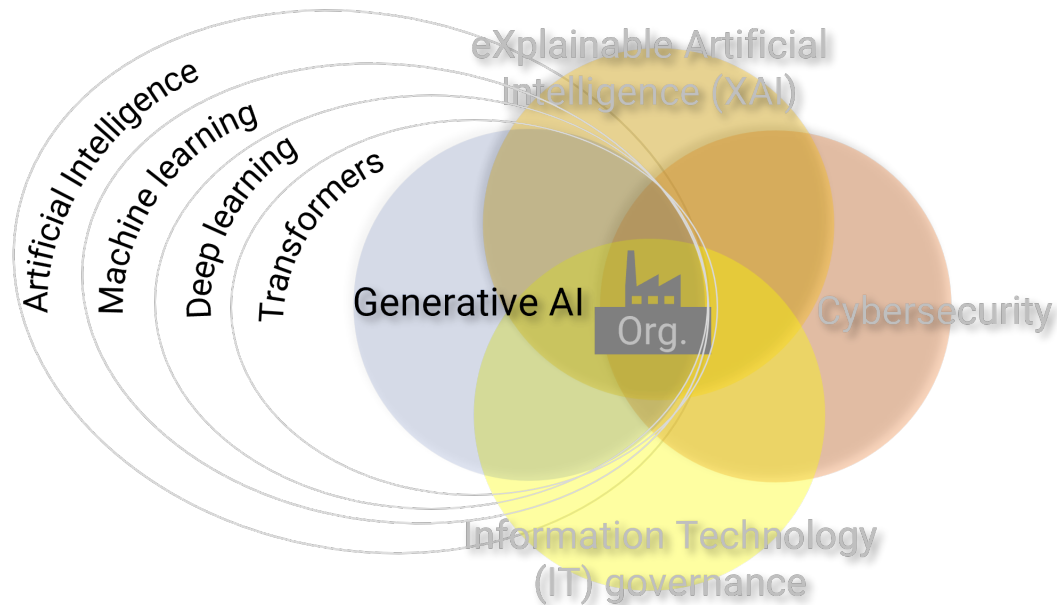 eXplainable Artificial
Intelligence (XAI)
Artificial Intelligence
Machine learning
Deep learning
Transformers
Generative AI
Org.
Cybersecurity
Information Technology
(IT) governance